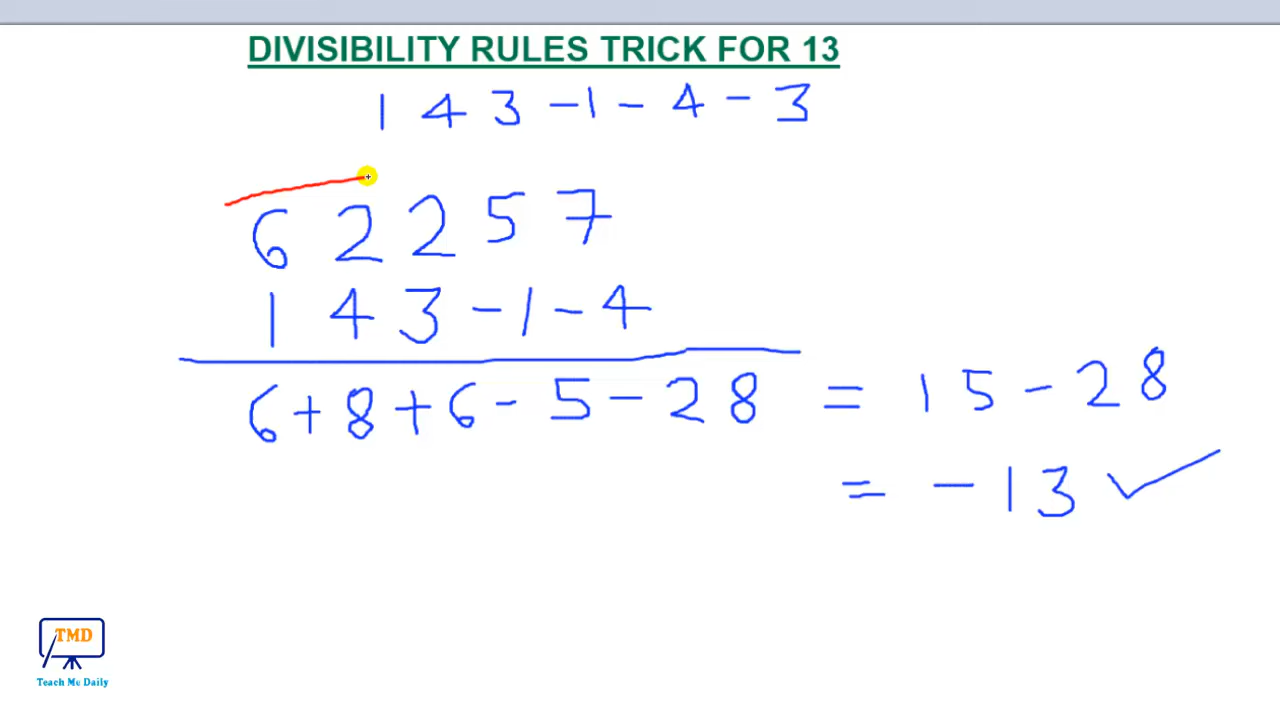 DIVISIBILITY RULES TRICK FOR 13
1 4 3 -1 - 4 - 3
6 2 2 5 7
1 4 3 -1 - 4
6+8+6-5-28 = 15-28
= -13 ✓
TMD
Teach Me Daily